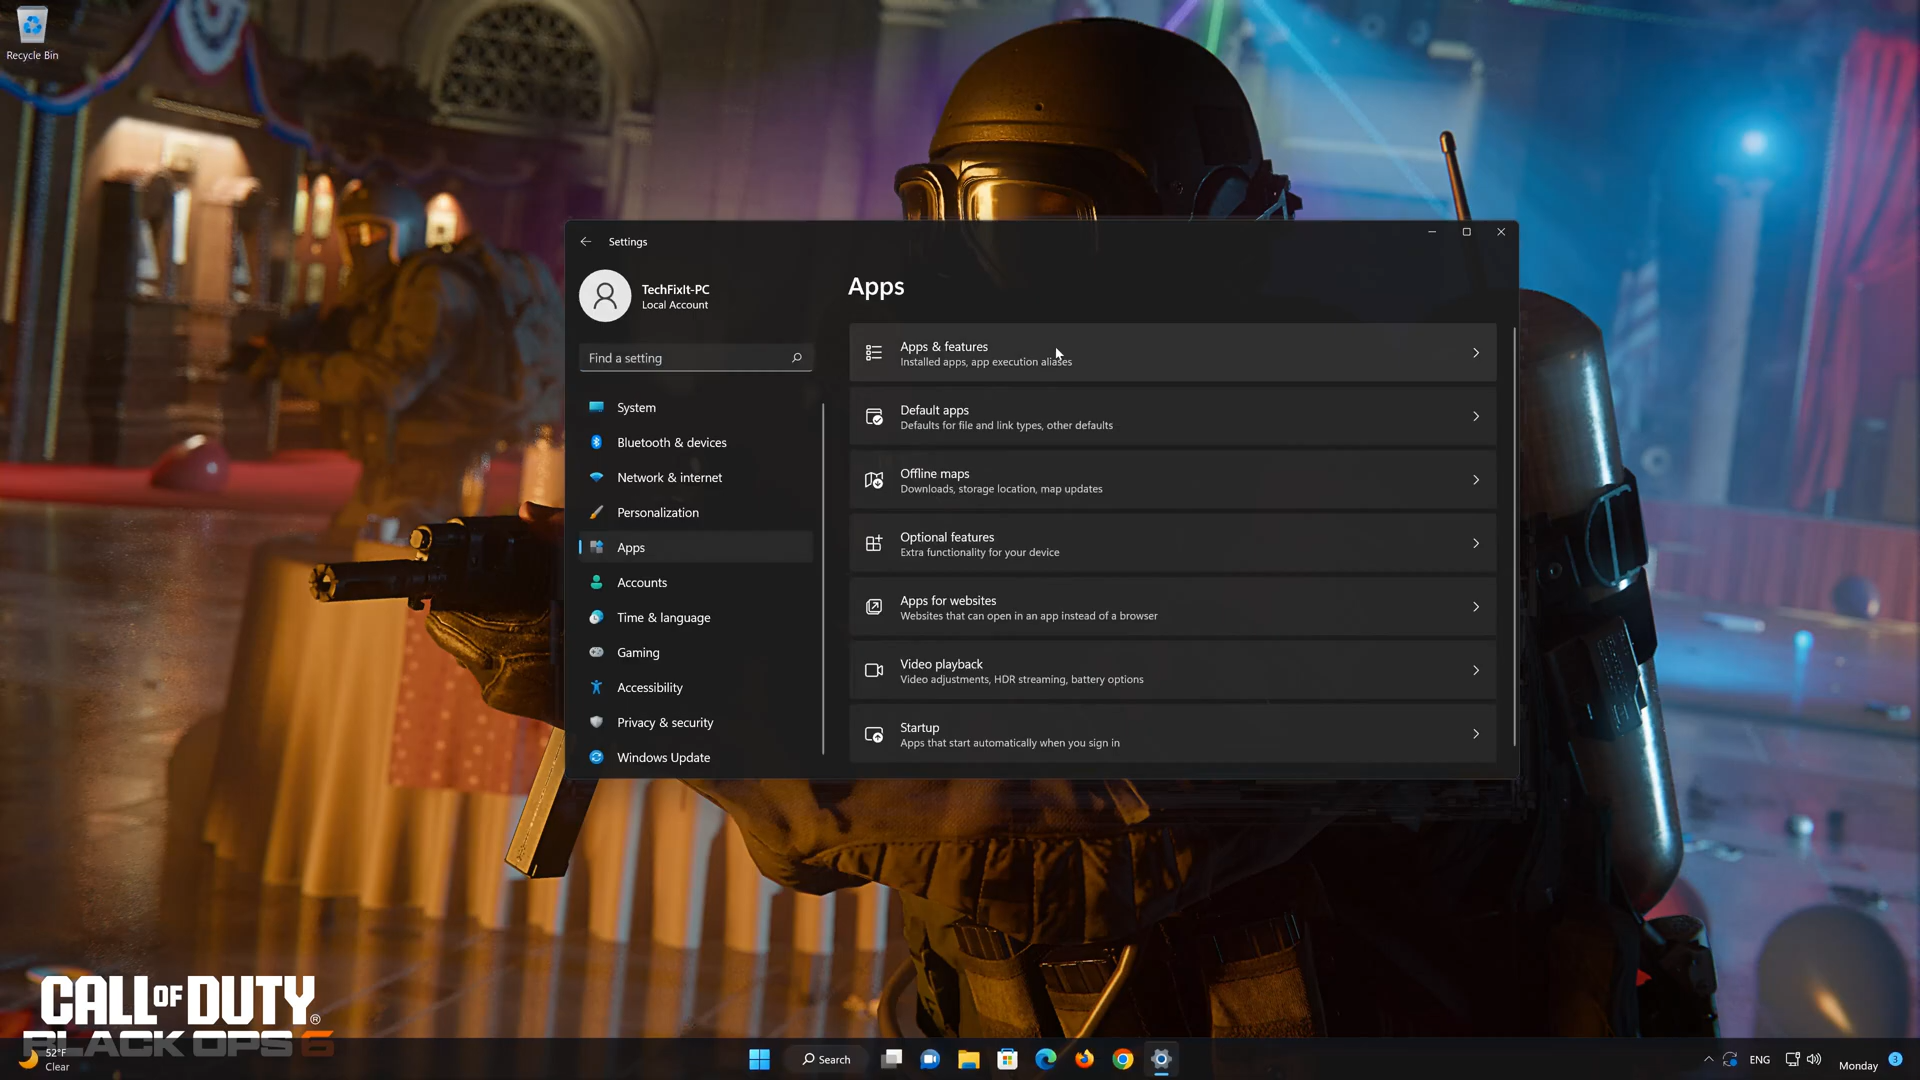 Recycle Bin
Settings
TechFixIt-PC
Local Account
Find a setting
System
Bluetooth & devices
Network & internet
Personalization
Apps
Accounts
Time & language
Gaming
Accessibility
Privacy & security
Windows Update
Apps
Apps & features
Installed apps, app execution aliases
Default apps
Defaults for file and link types, other defaults
Offline maps
Downloads, storage location, map updates
Optional features
Extra functionality for your device
Apps for websites
Websites that can open in an app instead of a browser
Video playback
Video adjustments, HDR streaming, battery options
Startup
Apps that start automatically when you sign in
CALL OF DUTY®
BLACK OPS 6
52°F
Clear
Search
ENG
Monday
3